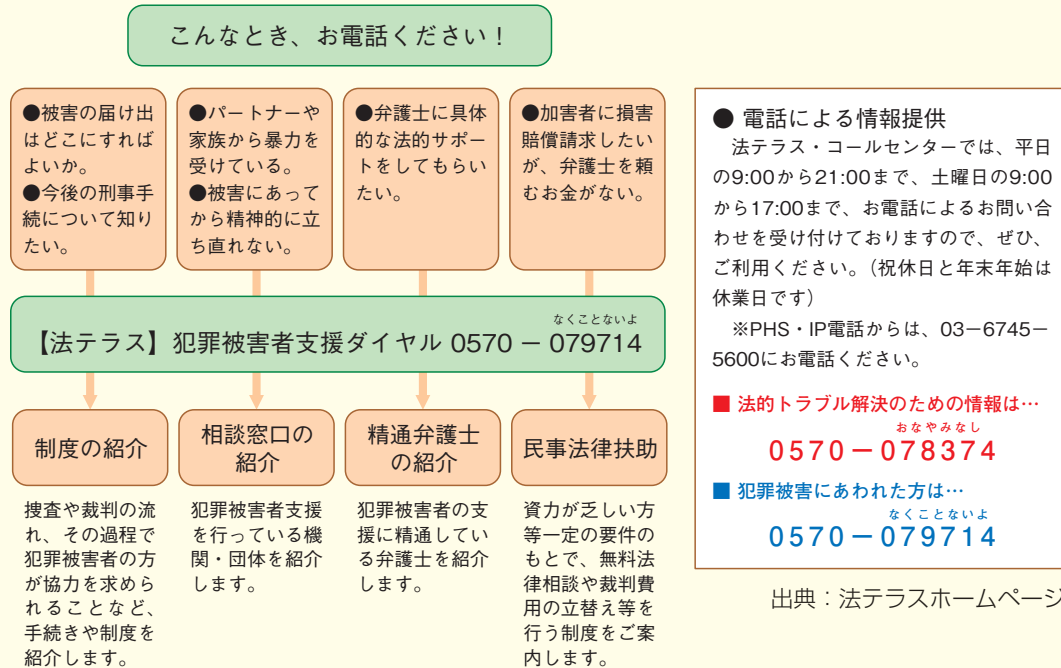 こんなとき、お電話ください！
●被害の届け出
はどこにすれば
よいか。
●今後の刑事手
続について知り
たい。
●パートナーや
家族から暴力を
受けている。
●被害にあって
から精神的に立
ち直れない。
●弁護士に具体
的な法的サポー
トをしてもらい
たい。
●加害者に損害
賠償請求したい
が、弁護士を頼
むお金がない。
なくことないよ
【法テラス】犯罪被害者支援ダイヤル 0570 － 079714
制度の紹介
捜査や裁判の流
れ、その過程で
犯罪被害者の方
が協力を求めら
れることなど、
手続きや制度を
紹介します。
相談窓口の
紹介
犯罪被害者支援
を行っている機
関・団体を紹介
します。
精通弁護士
の紹介
犯罪被害者の支
援に精通してい
る弁護士を紹介
します。
民事法律扶助
資力が乏しい方
等一定の要件の
もとで、無料法
律相談や裁判費
用の立替え等を
行う制度をご案
内します。
● 電話による情報提供
法テラス・コールセンターでは、平日
の9:00から21:00まで、土曜日の9:00
から17:00まで、お電話によるお問い合
わせを受け付けておりますので、ぜひ、
ご利用ください。（祝休日と年末年始は
休業日です）
※PHS・IP電話からは、03－6745－
5600にお電話ください。
■ 法的トラブル解決のための情報は…
おなやみなし
0570－078374
■ 犯罪被害にあわれた方は…
なくことないよ
0570－079714
出典：法テラスホームページ